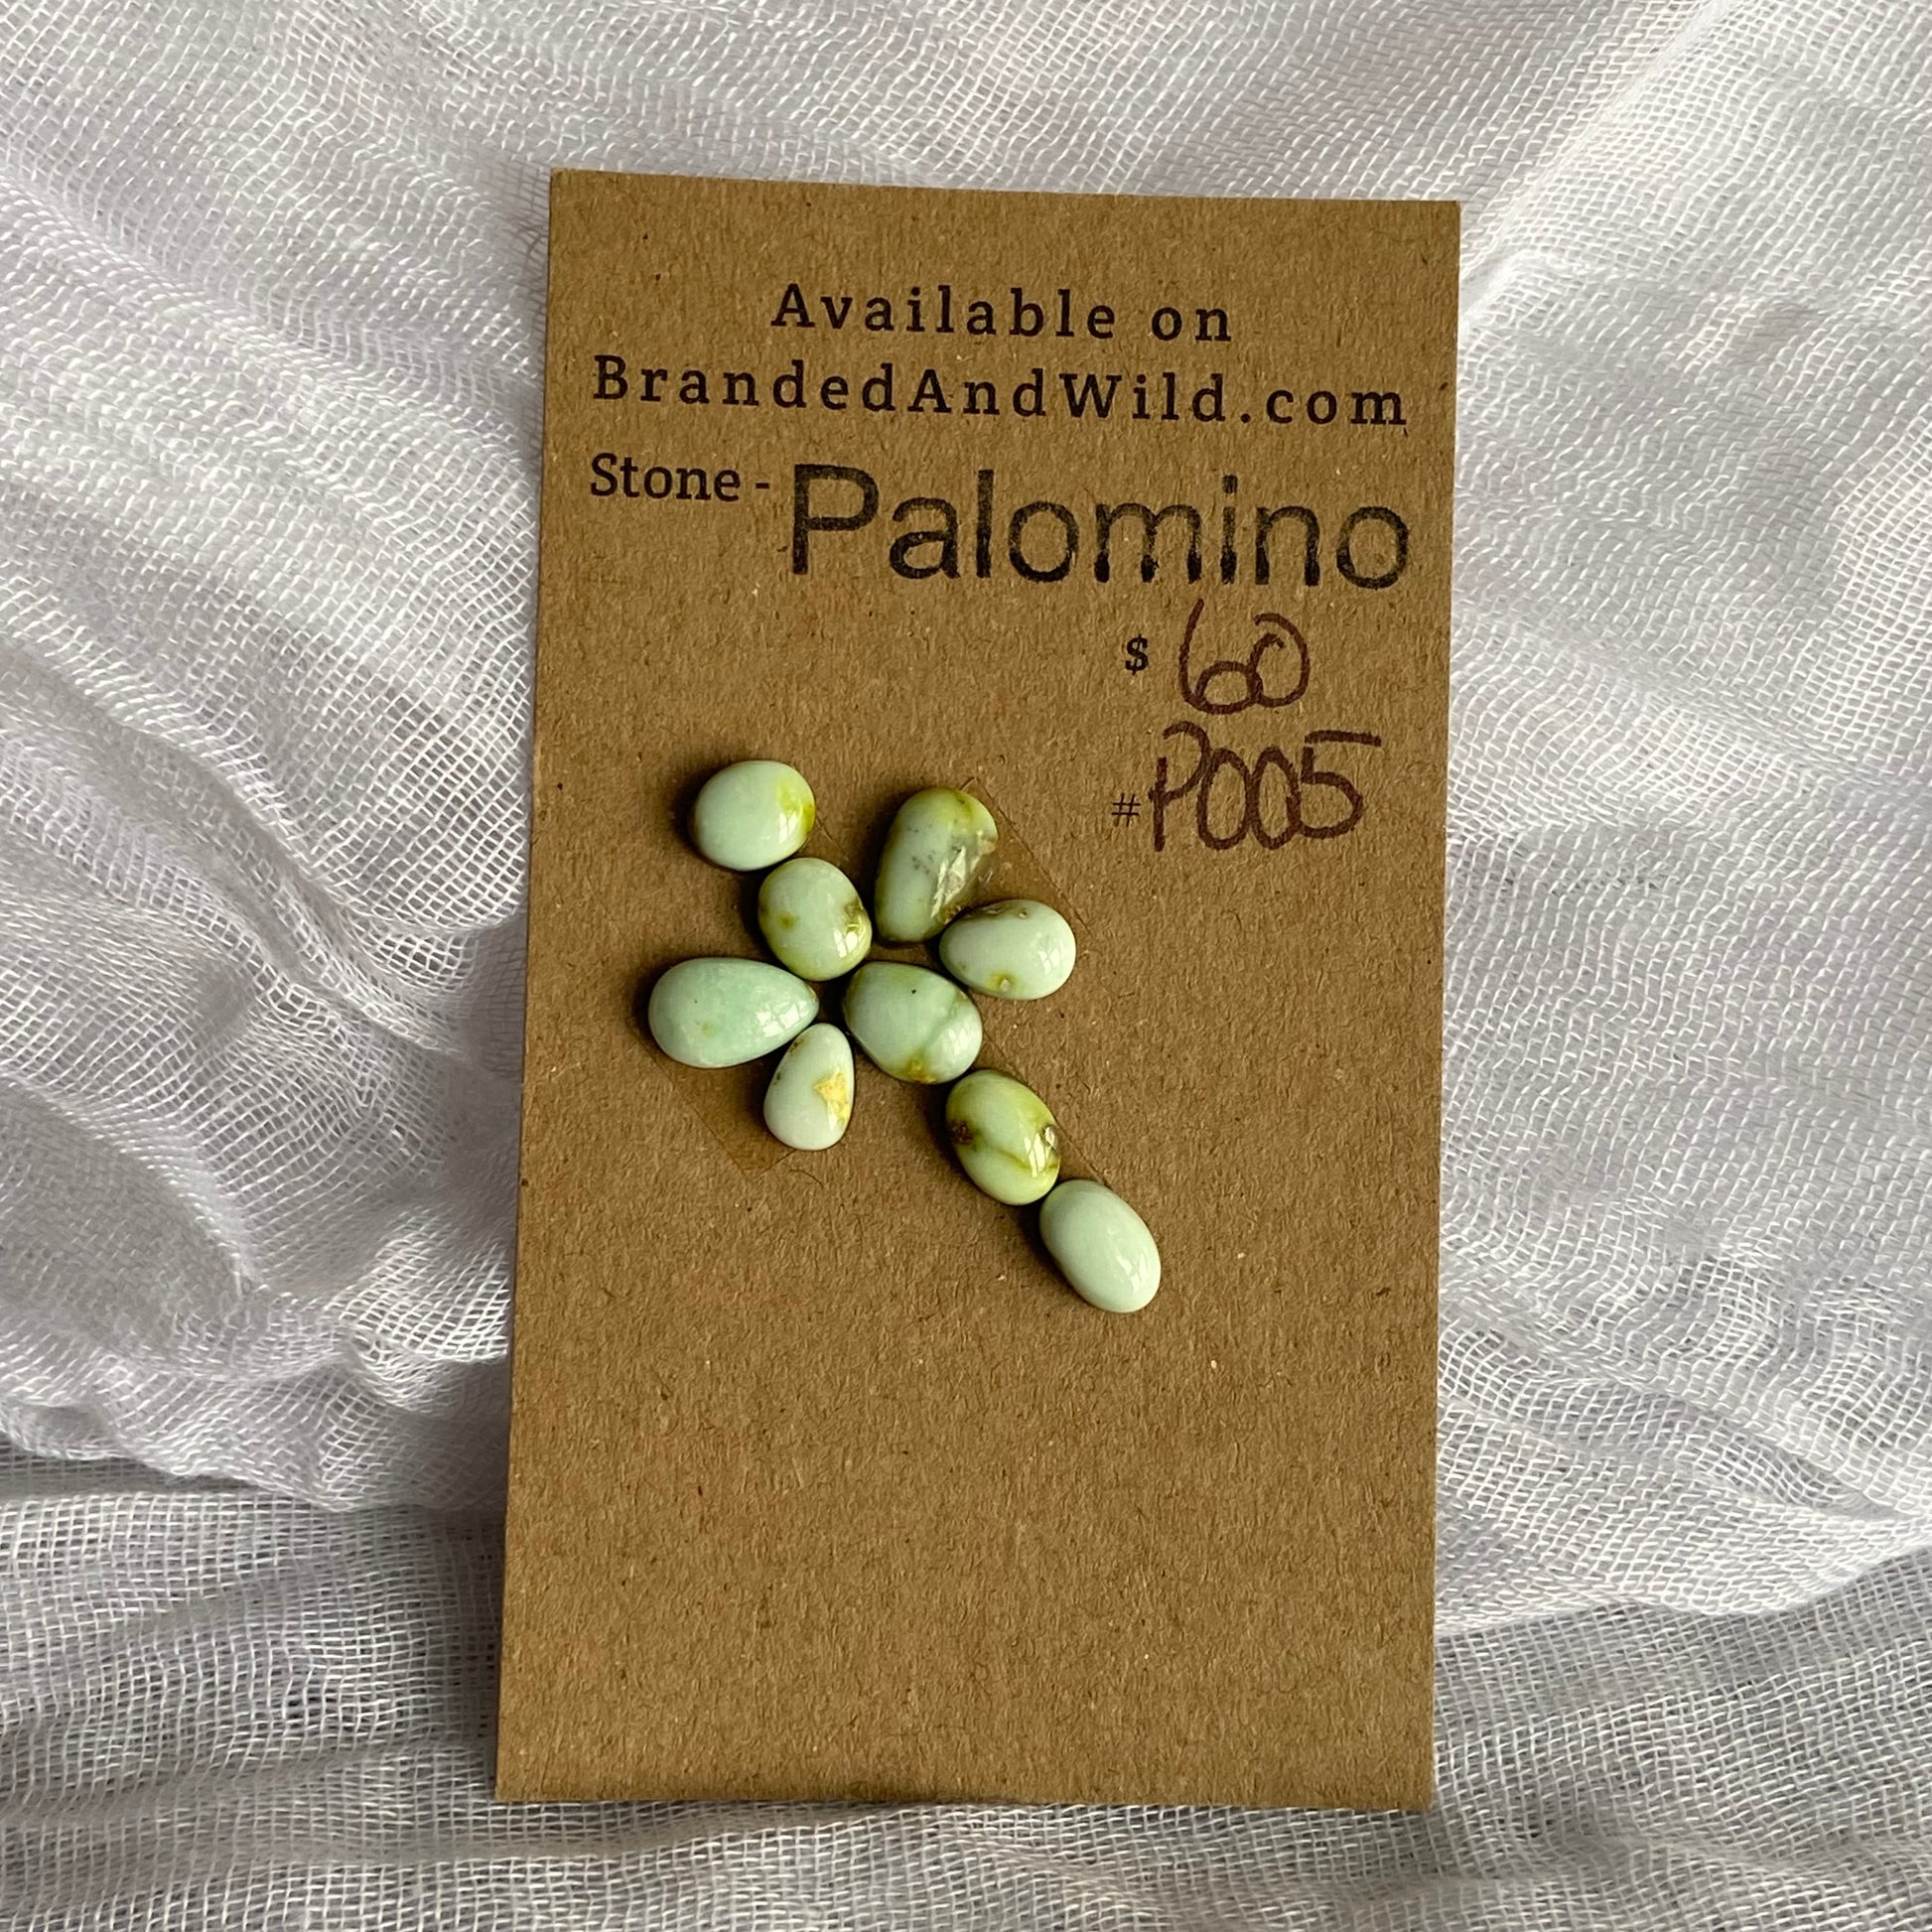 Available on
BrandedAndWild.com
Stone - Palomino
$ 60
#P005